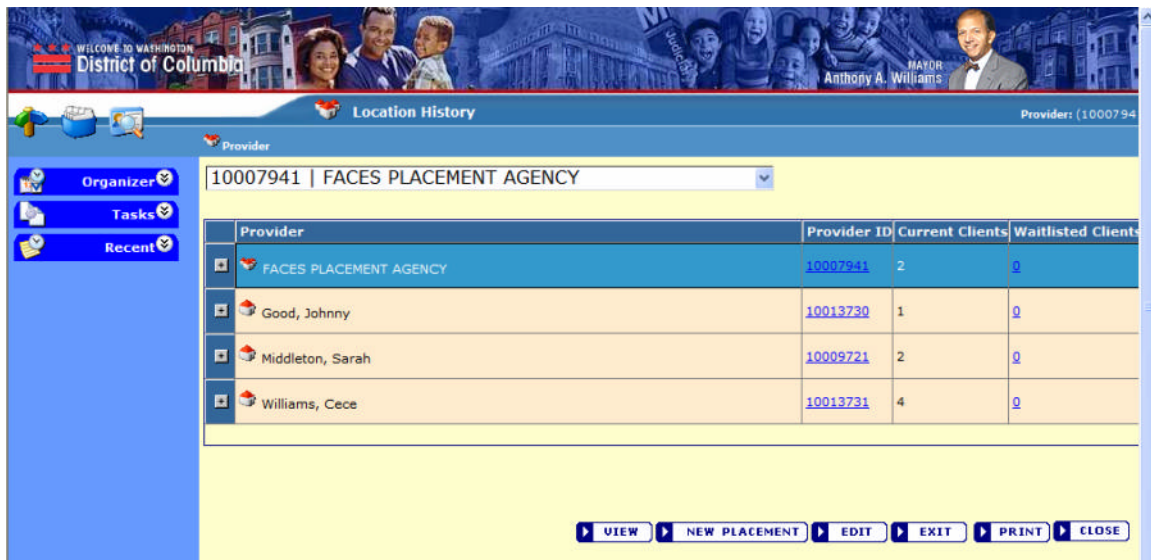 WELCOME TO WASHINGTON
District of Columbia
Judicia
MAYOR
Anthony A. Williams
Location History
Provider: (1000794
Provider
Organizer
Tasks
Recent
10007941 | FACES PLACEMENT AGENCY
Provider Provider ID Current Clients Waitlisted Clients
FACES PLACEMENT AGENCY 10007941 2 0
Good, Johnny 10013730 1 0
Middleton, Sarah 10009721 2 0
Williams, Cece 10013731 4 0
VIEW NEW PLACEMENT EDIT EXIT PRINT CLOSE